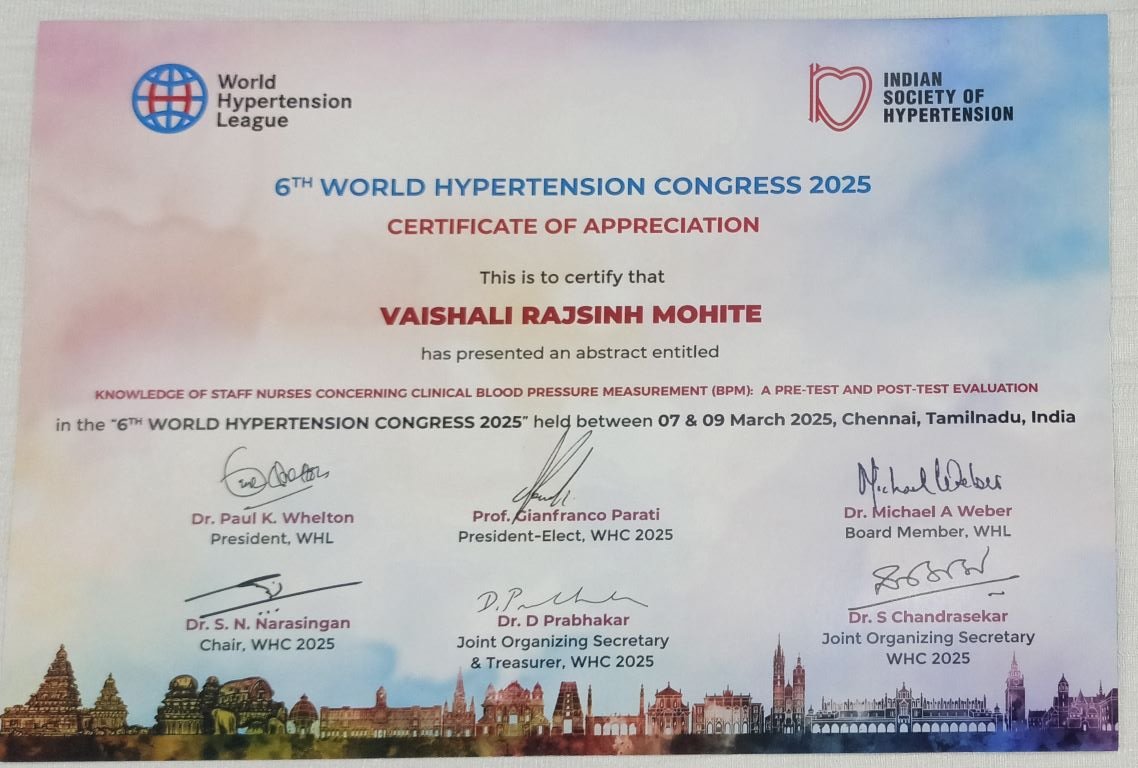 World
Hypertension
League
INDIAN
SOCIETY OF
HYPERTENSION
6TH WORLD HYPERTENSION CONGRESS 2025
CERTIFICATE OF APPRECIATION
This is to certify that
VAISHALI RAJSINH MOHITE
has presented an abstract entitled
KNOWLEDGE OF STAFF NURSES CONCERNING CLINICAL BLOOD PRESSURE MEASUREMENT (BPM): A PRE-TEST AND POST-TEST EVALUATION
in the "6TH WORLD HYPERTENSION CONGRESS 2025" held between 07 & 09 March 2025, Chennai, Tamilnadu, India
Michael Weber
Dr. Paul K. Whelton
President, WHL
Prof. Gianfranco Parati
President-Elect, WHC 2025
Dr. Michael A Weber
Board Member, WHL
Dr. S. N. Narasingan
Chair, WHC 2025
Dr. D Prabhakar
Joint Organizing Secretary
& Treasurer, WHC 2025
Dr. S Chandrasekar
Joint Organizing Secretary
WHC 2025